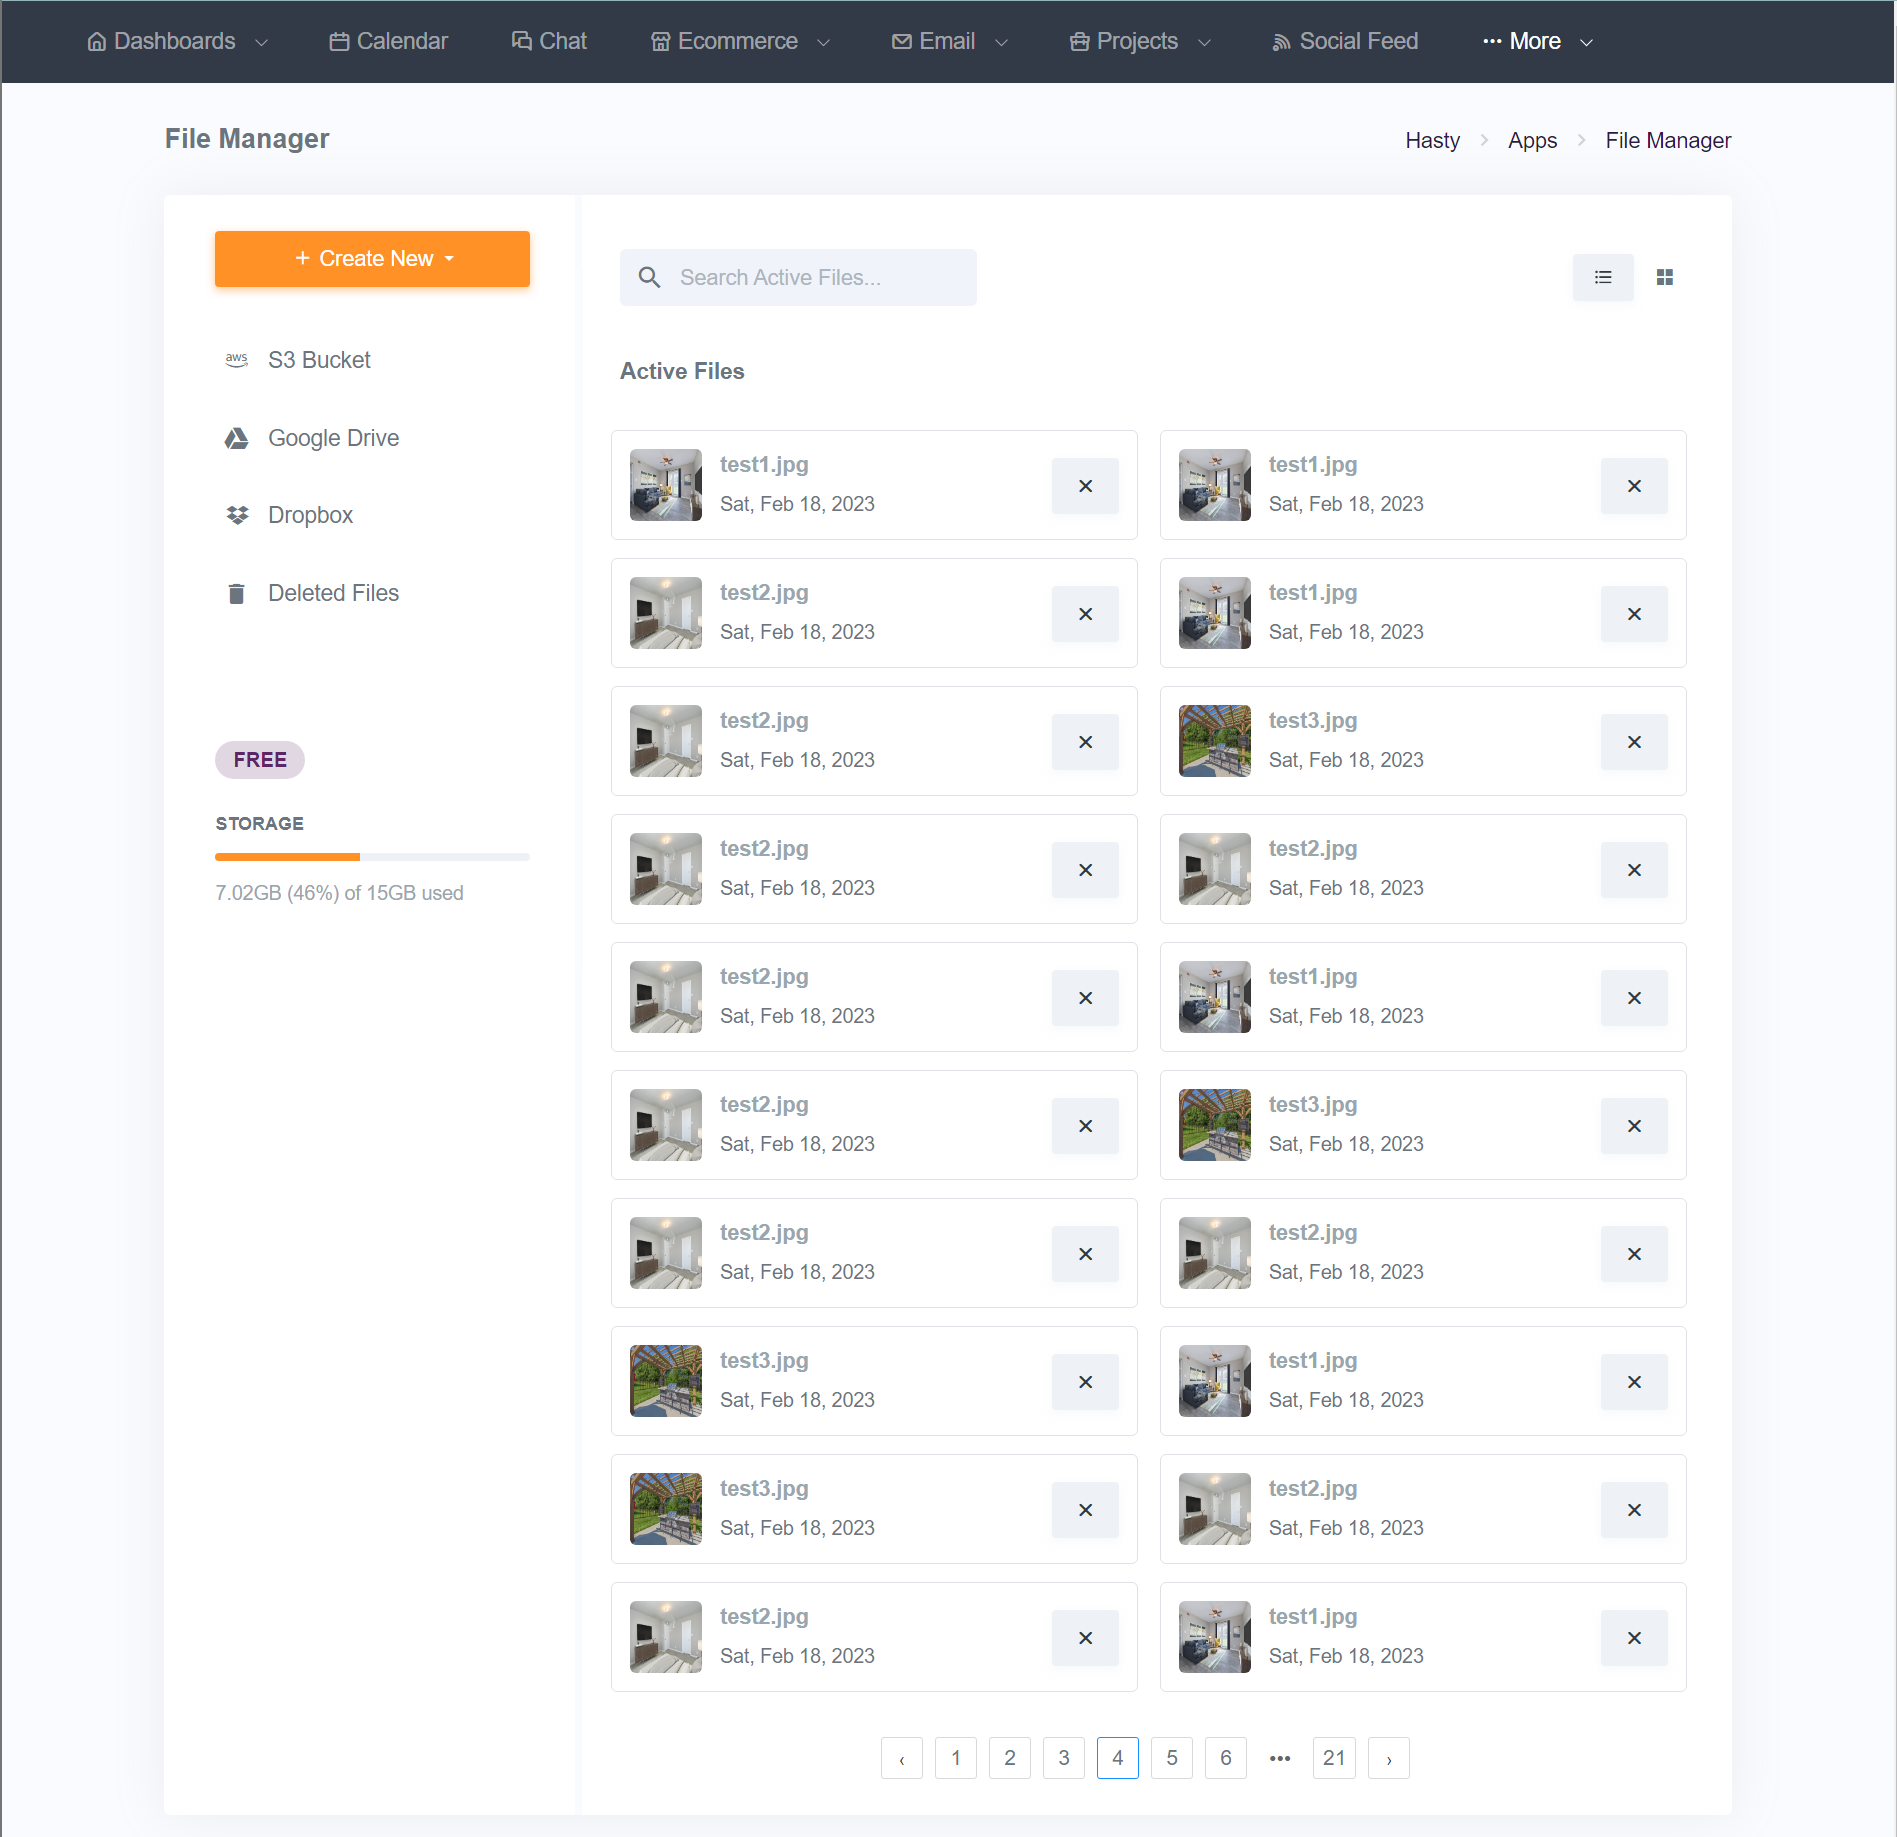 Dashboards Calendar Chat Ecommerce Email Projects Social Feed More
File Manager
Hasty Apps File Manager
+ Create New
Search Active Files...
aws S3 Bucket
Google Drive
Dropbox
Deleted Files
FREE
STORAGE
7.02GB (46%) of 15GB used
Active Files
test1.jpg
Sat, Feb 18, 2023
test1.jpg
Sat, Feb 18, 2023
test2.jpg
Sat, Feb 18, 2023
test1.jpg
Sat, Feb 18, 2023
test2.jpg
Sat, Feb 18, 2023
test3.jpg
Sat, Feb 18, 2023
test2.jpg
Sat, Feb 18, 2023
test2.jpg
Sat, Feb 18, 2023
test2.jpg
Sat, Feb 18, 2023
test1.jpg
Sat, Feb 18, 2023
test2.jpg
Sat, Feb 18, 2023
test3.jpg
Sat, Feb 18, 2023
test2.jpg
Sat, Feb 18, 2023
test2.jpg
Sat, Feb 18, 2023
test3.jpg
Sat, Feb 18, 2023
test1.jpg
Sat, Feb 18, 2023
test3.jpg
Sat, Feb 18, 2023
test2.jpg
Sat, Feb 18, 2023
test2.jpg
Sat, Feb 18, 2023
test1.jpg
Sat, Feb 18, 2023
‹ 1 2 3 4 5 6 ••• 21 ›